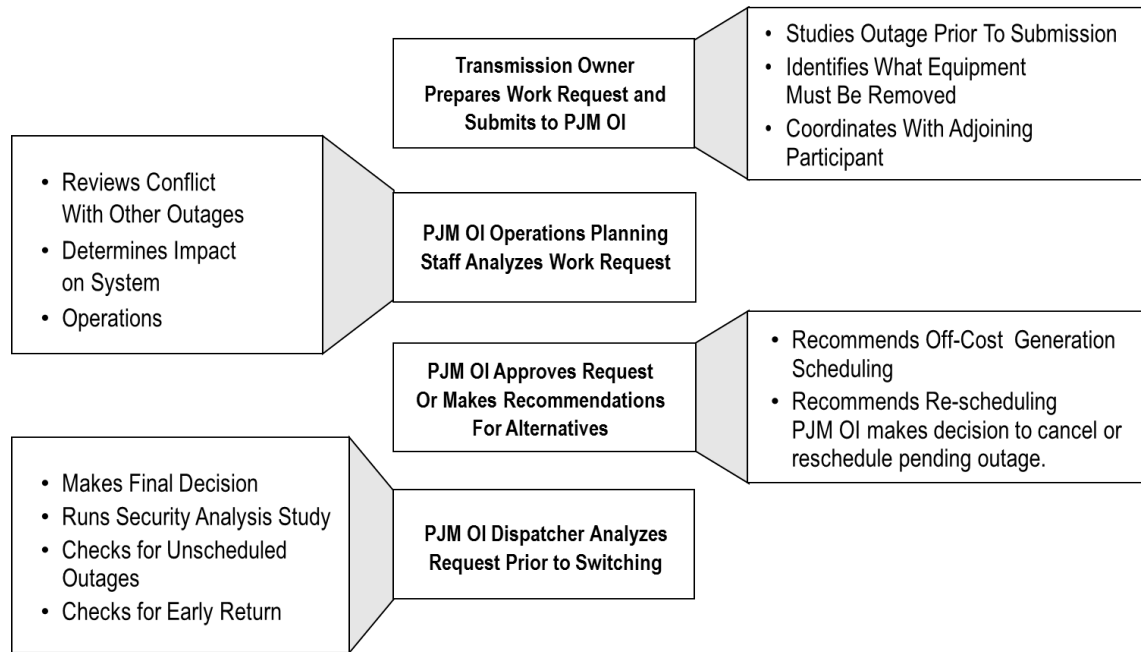 Transmission Owner
Prepares Work Request and
Submits to PJM OI
• Studies Outage Prior To Submission
• Identifies What Equipment
Must Be Removed
• Coordinates With Adjoining
Participant
• Reviews Conflict
With Other Outages
• Determines Impact
on System
• Operations
PJM OI Operations Planning
Staff Analyzes Work Request
PJM OI Approves Request
Or Makes Recommendations
For Alternatives
• Recommends Off-Cost Generation
Scheduling
• Recommends Re-scheduling
PJM OI makes decision to cancel or
reschedule pending outage.
• Makes Final Decision
• Runs Security Analysis Study
• Checks for Unscheduled
Outages
• Checks for Early Return
PJM OI Dispatcher Analyzes
Request Prior to Switching